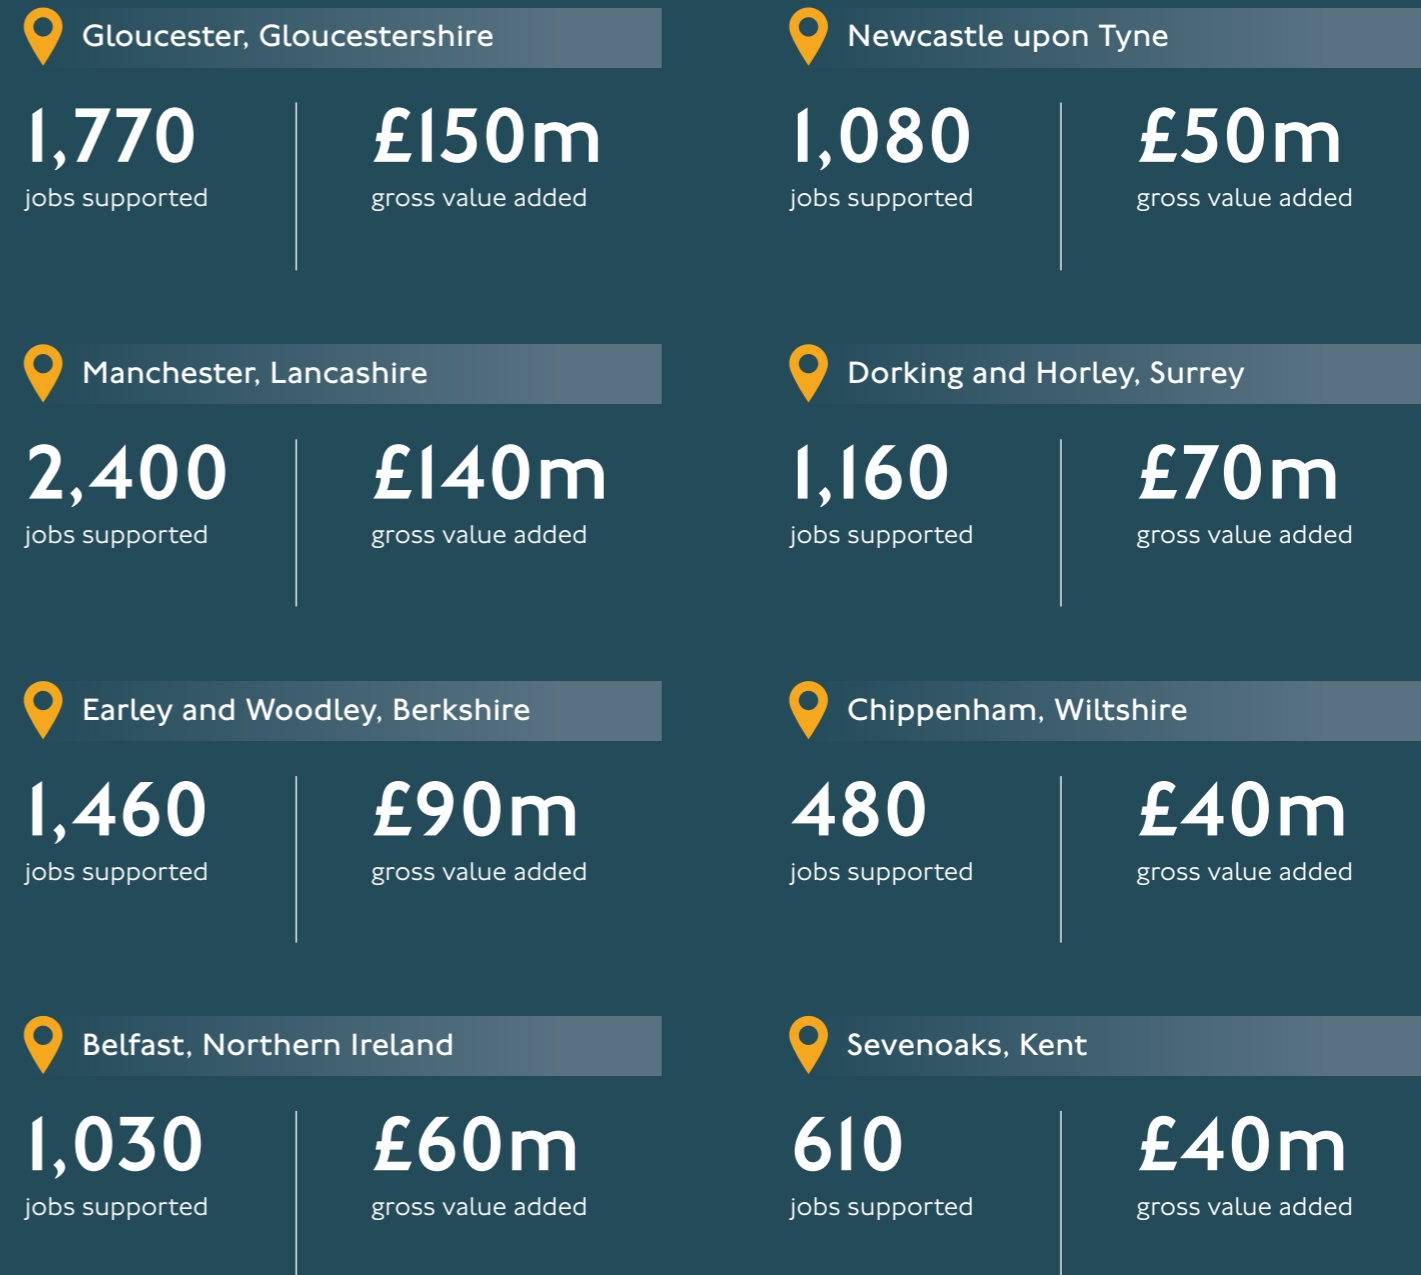 Gloucester, Gloucestershire
1,770
jobs supported
£150m
gross value added
Newcastle upon Tyne
1,080
jobs supported
£50m
gross value added
Manchester, Lancashire
2,400
jobs supported
£140m
gross value added
Dorking and Horley, Surrey
1,160
jobs supported
£70m
gross value added
Earley and Woodley, Berkshire
1,460
jobs supported
£90m
gross value added
Chippenham, Wiltshire
480
jobs supported
£40m
gross value added
Belfast, Northern Ireland
1,030
jobs supported
£60m
gross value added
Sevenoaks, Kent
610
jobs supported
£40m
gross value added